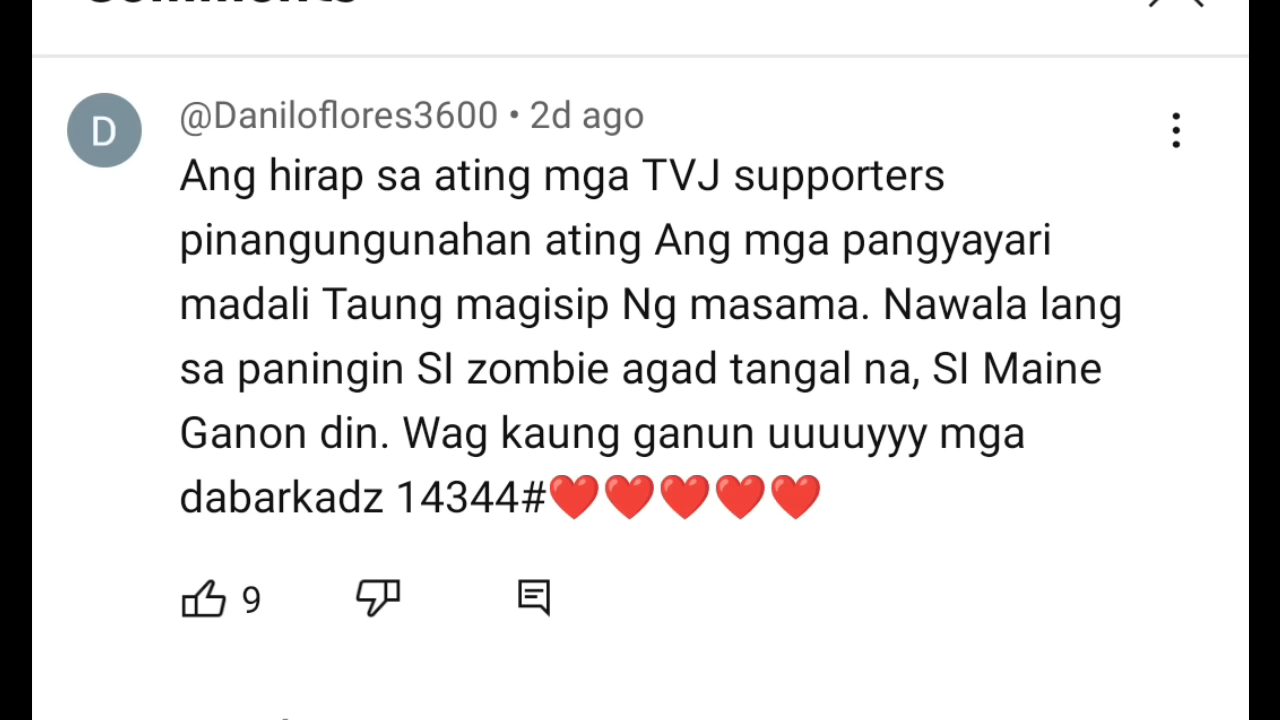 Comments
@Daniloflores3600 • 2d ago
D
Ang hirap sa ating mga TVJ supporters
pinangungunahan ating Ang mga pangyayari
madali Taung magisip Ng masama. Nawala lang
sa paningin SI zombie agad tangal na, SI Maine
Ganon din. Wag kaung ganun uuuuyyy mga
dabarkadz 14344#❤️❤️❤️❤️❤️
9